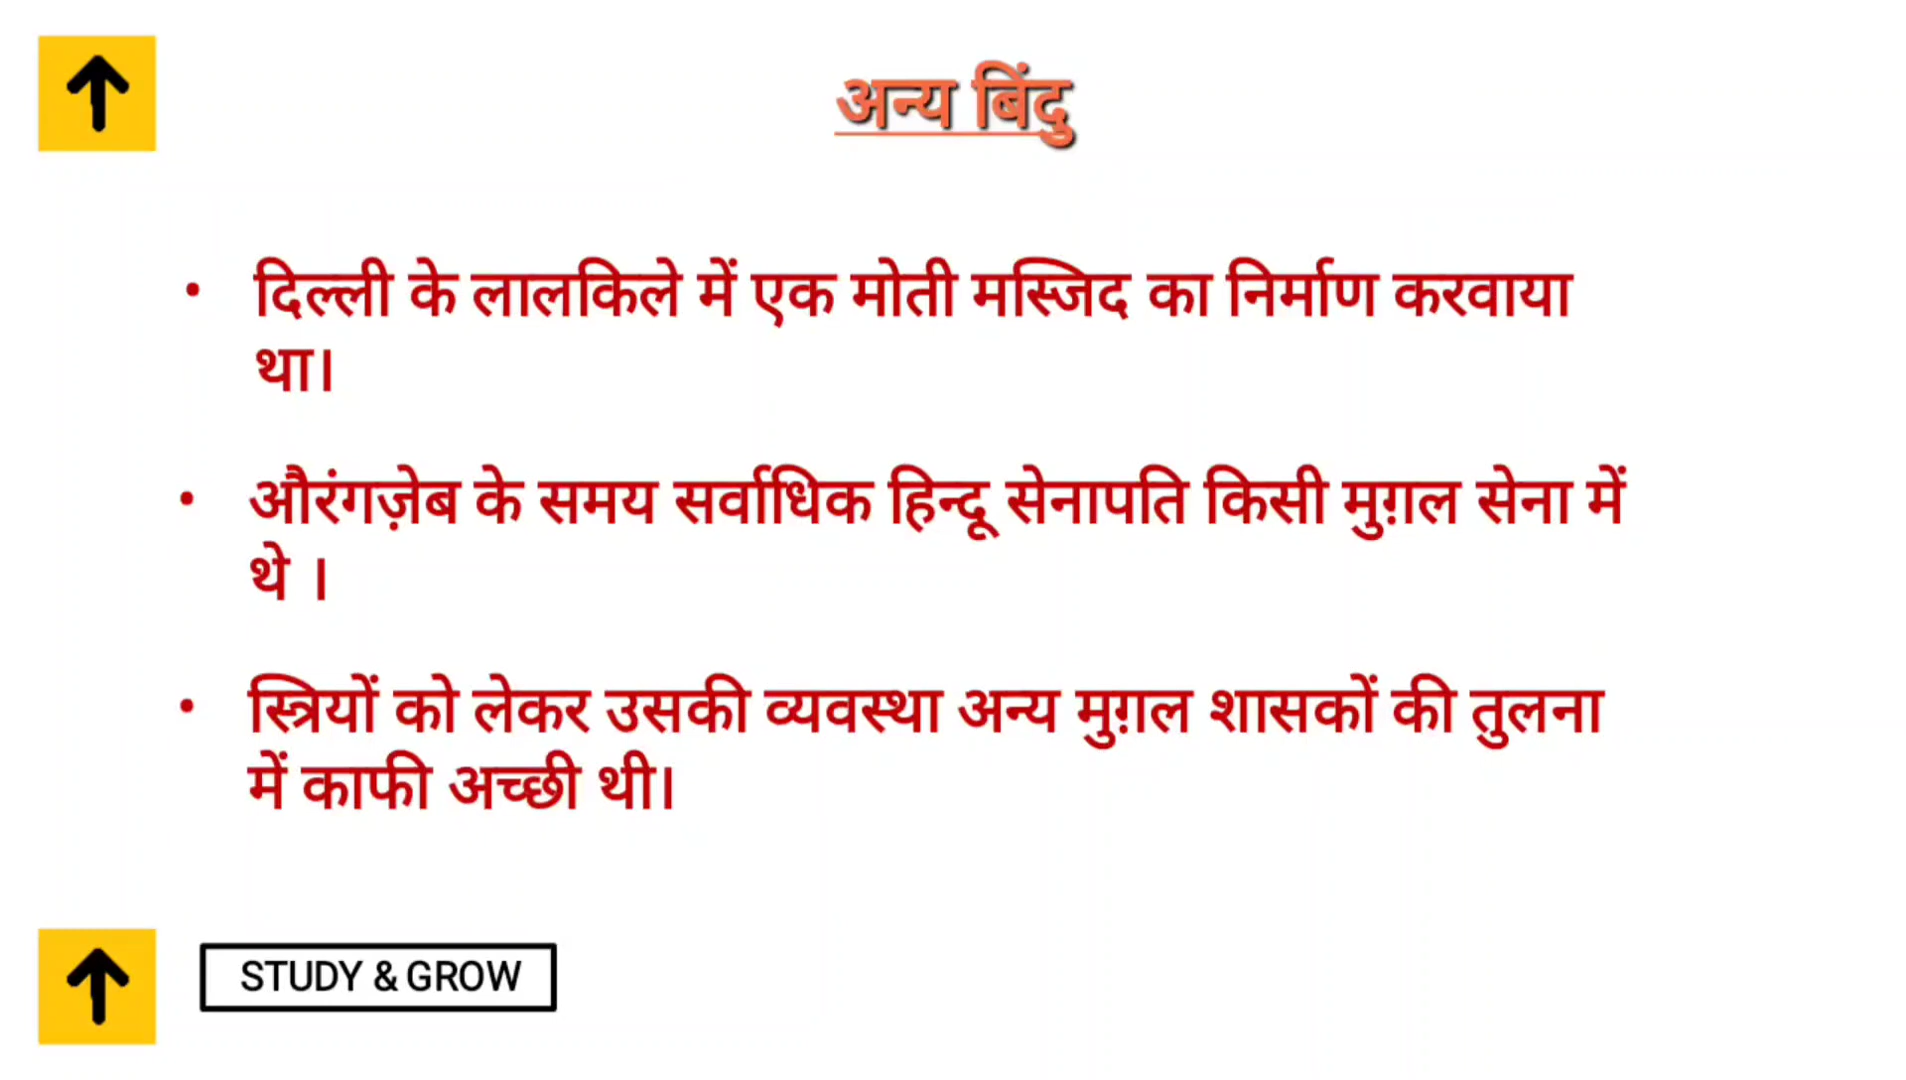 अन्य बिंदु
• दिल्ली के लालकिले में एक मोती मस्जिद का निर्माण करवाया
था।
• औरंगज़ेब के समय सर्वाधिक हिन्दू सेनापति किसी मुग़ल सेना में
थे ।
• स्त्रियों को लेकर उसकी व्यवस्था अन्य मुग़ल शासकों की तुलना
में काफी अच्छी थी।
STUDY & GROW